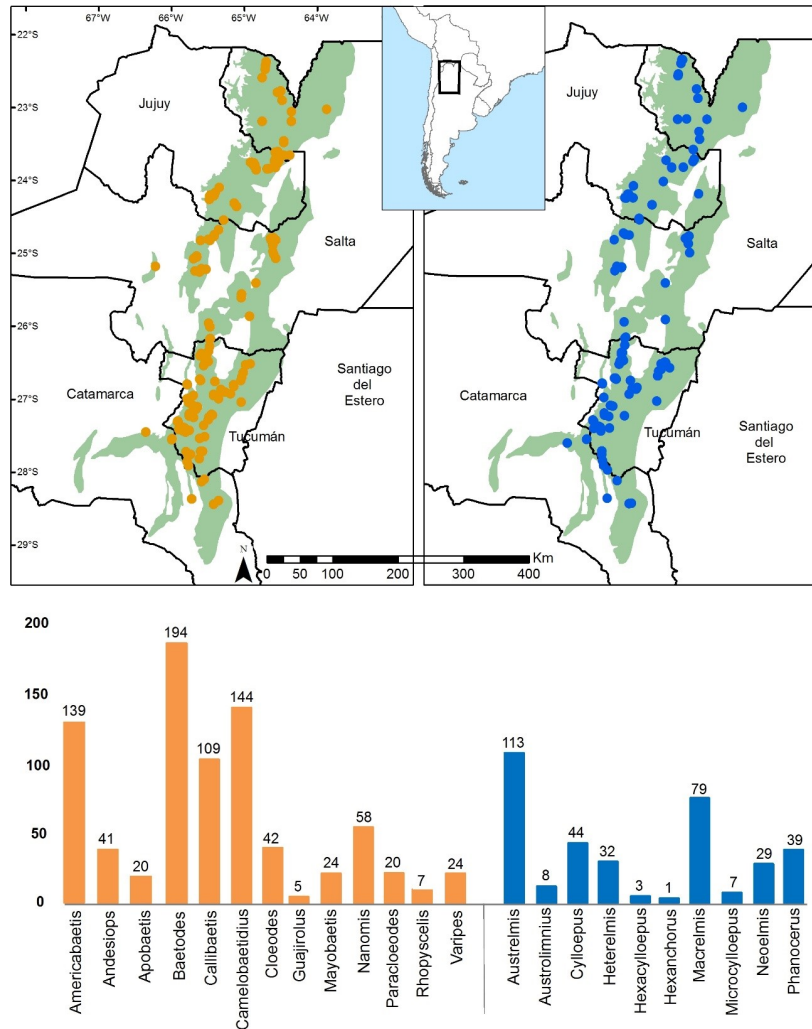 67°W 66°W 65°W 64°W
22°S
23°S
24°S
25°S
26°S
27°S
28°S
29°S
Jujuy
Salta
Catamarca
Santiago
del
Estero
Tucumán
Jujuy
Salta
Catamarca
Santiago
del
Estero
Tucumán
N
0 50 100 200 300 400
Km
200
150
100
50
0
139
41
20
194
109
144
42
5
24
58
20
7
24
113
8
44
32
3
1
79
7
29
39
Americabaetis
Andesiops
Apobaetis
Baetodes
Callibaetis
Camelobaetidius
Cloeodes
Guajirolus
Mayobaetis
Nanomis
Paracloeodes
Rhopyscelis
Varipes
Austrelmis
Austrolimnius
Cylloepus
Heterelmis
Hexacylloepus
Hexanchorus
Macrelmis
Microcylloepus
Neoelmis
Phanocerus